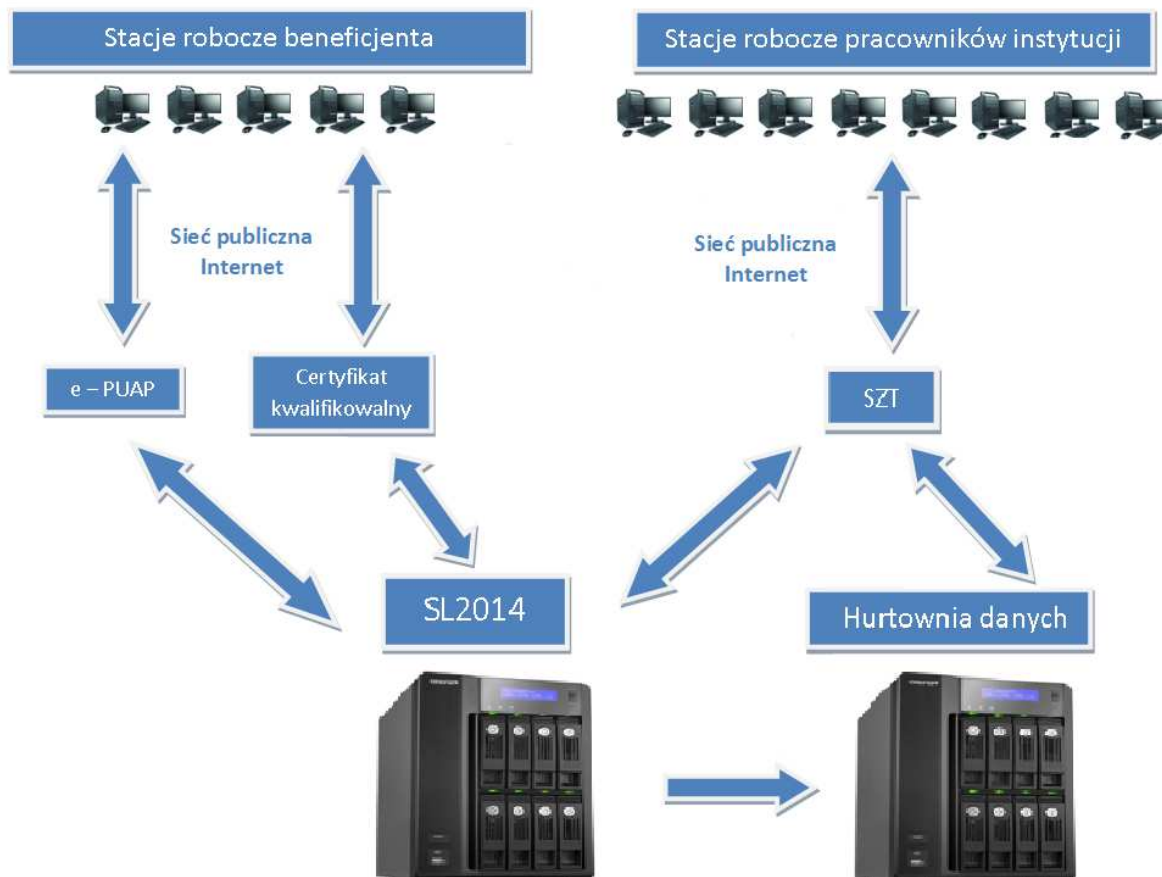 Stacje robocze beneficjenta
Stacje robocze pracowników instytucji
Sieć publiczna
Internet
Sieć publiczna
Internet
e – PUAP
Certyfikat
kwalifikowalny
SZT
SL2014
Hurtownia danych